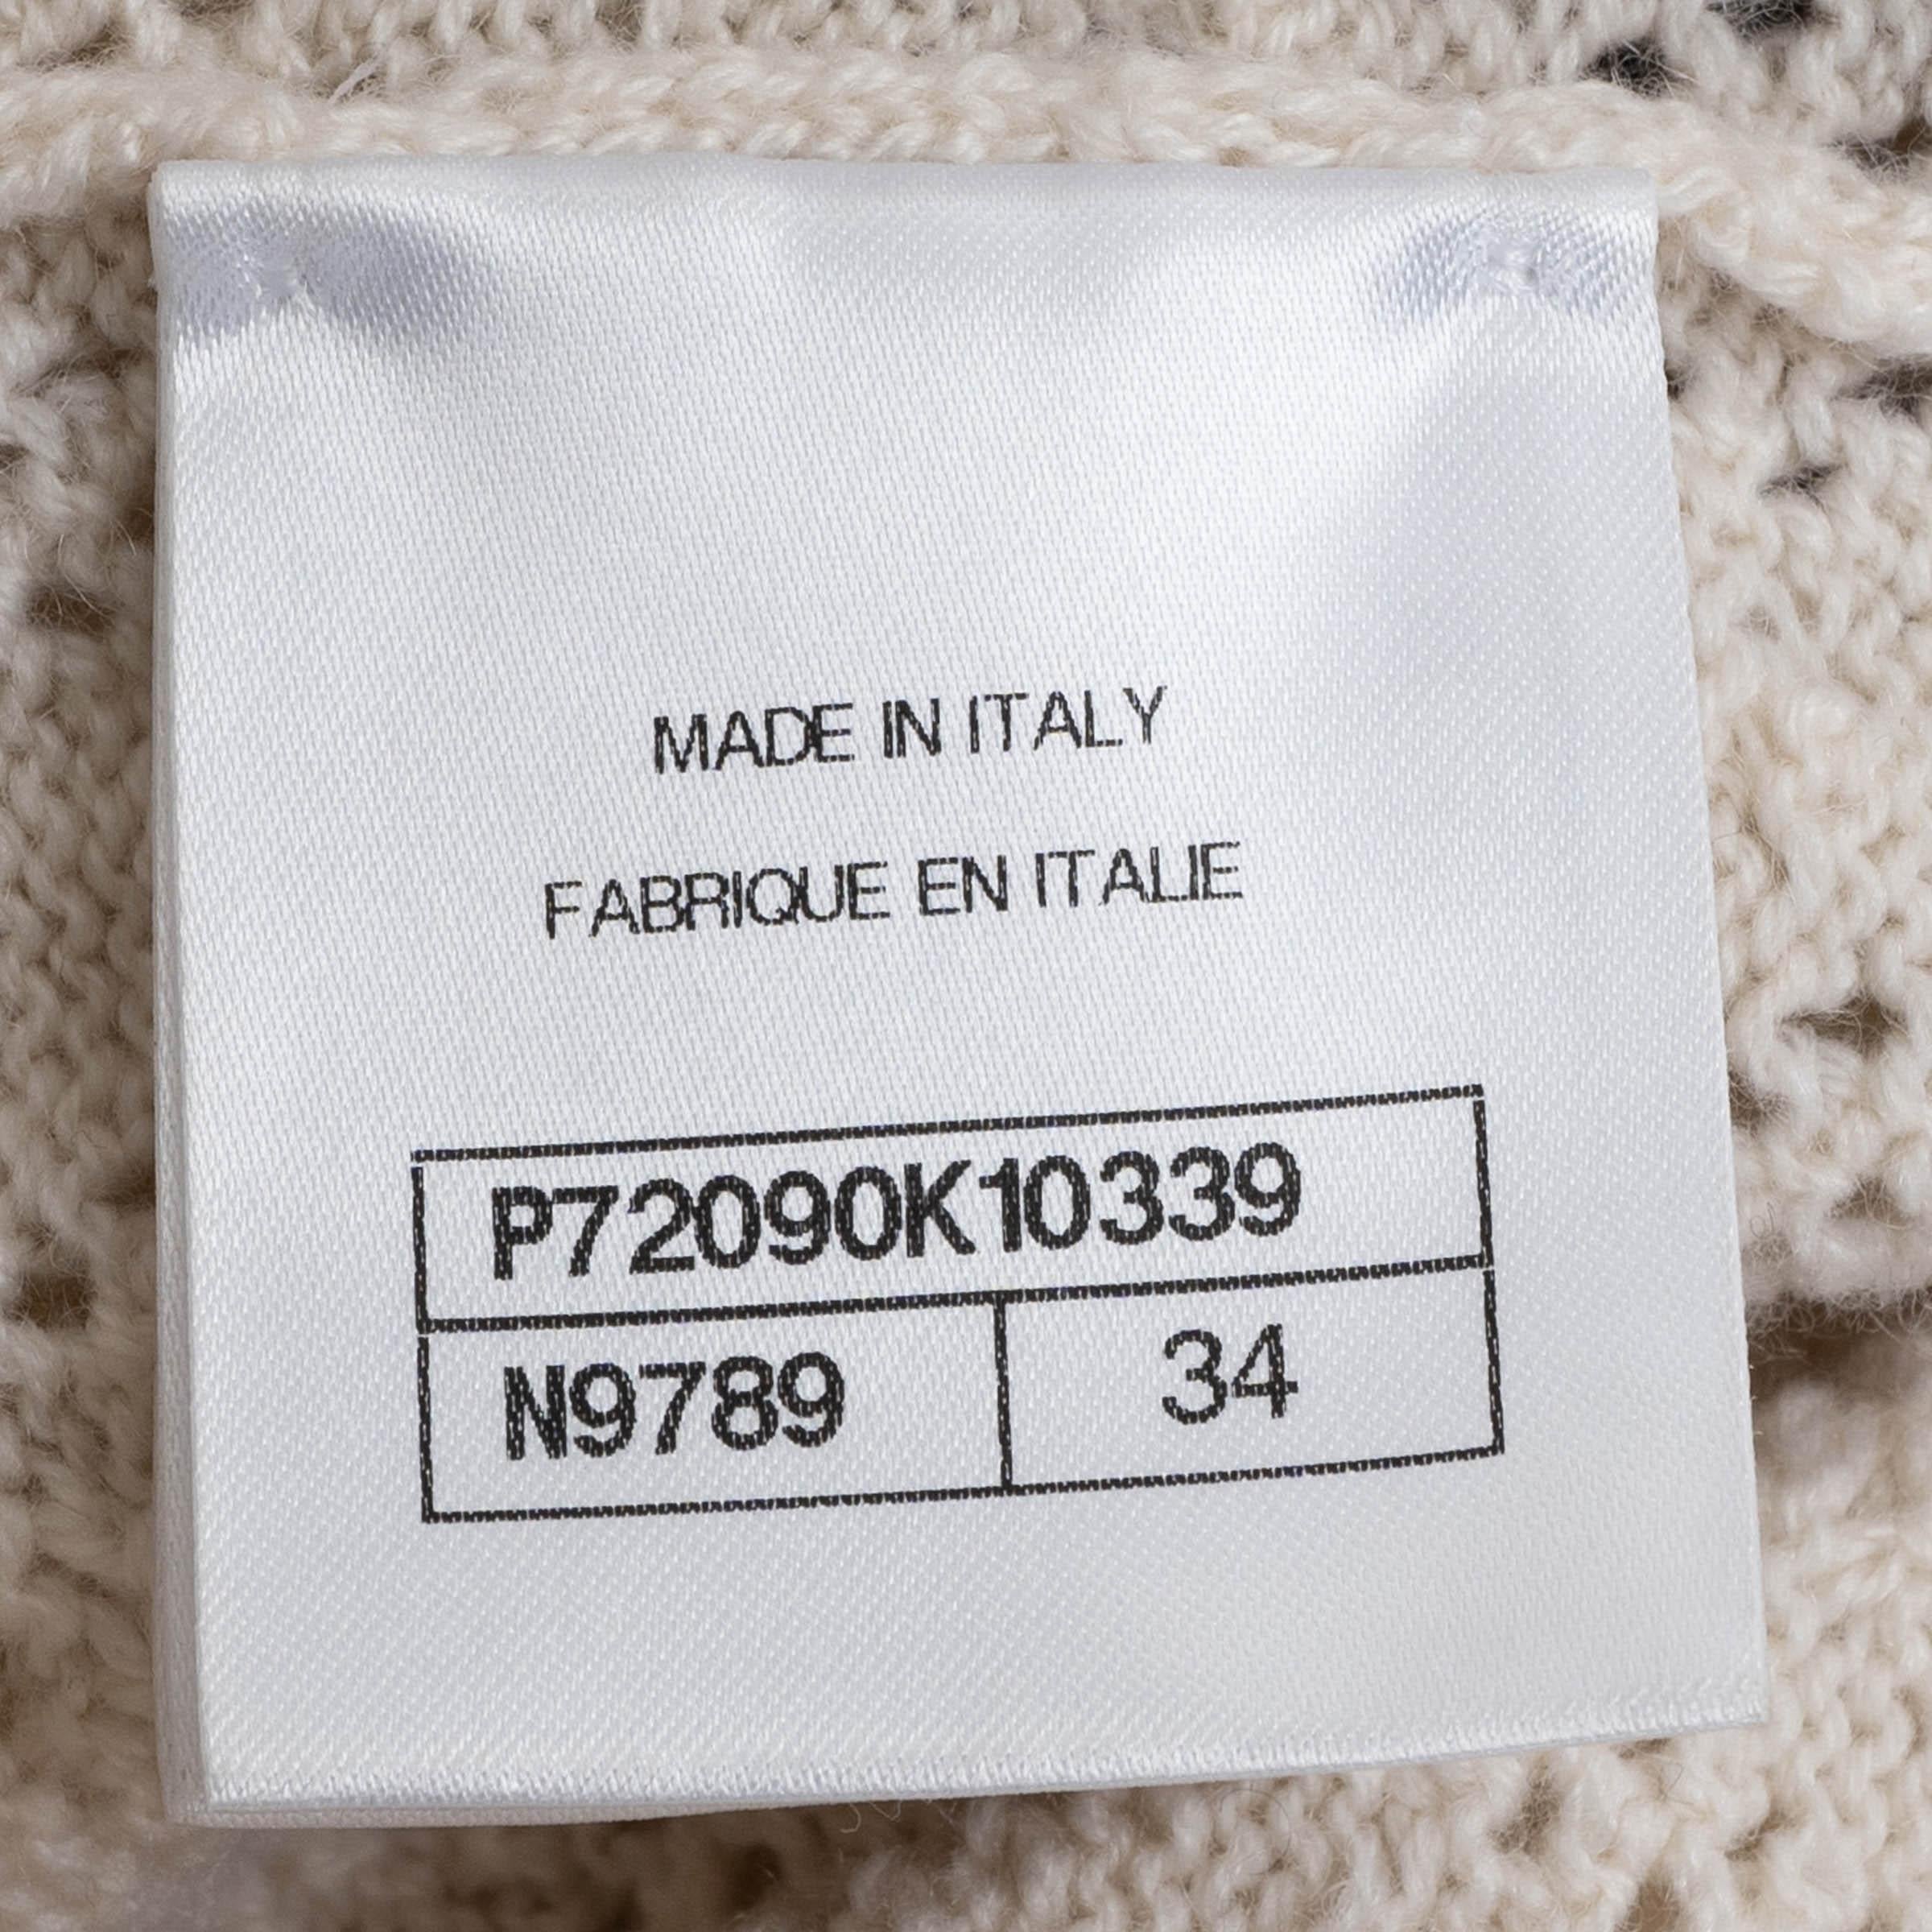 MADE IN ITALY
FABRIQUE EN ITALIE
P72090K10339
N9789 34